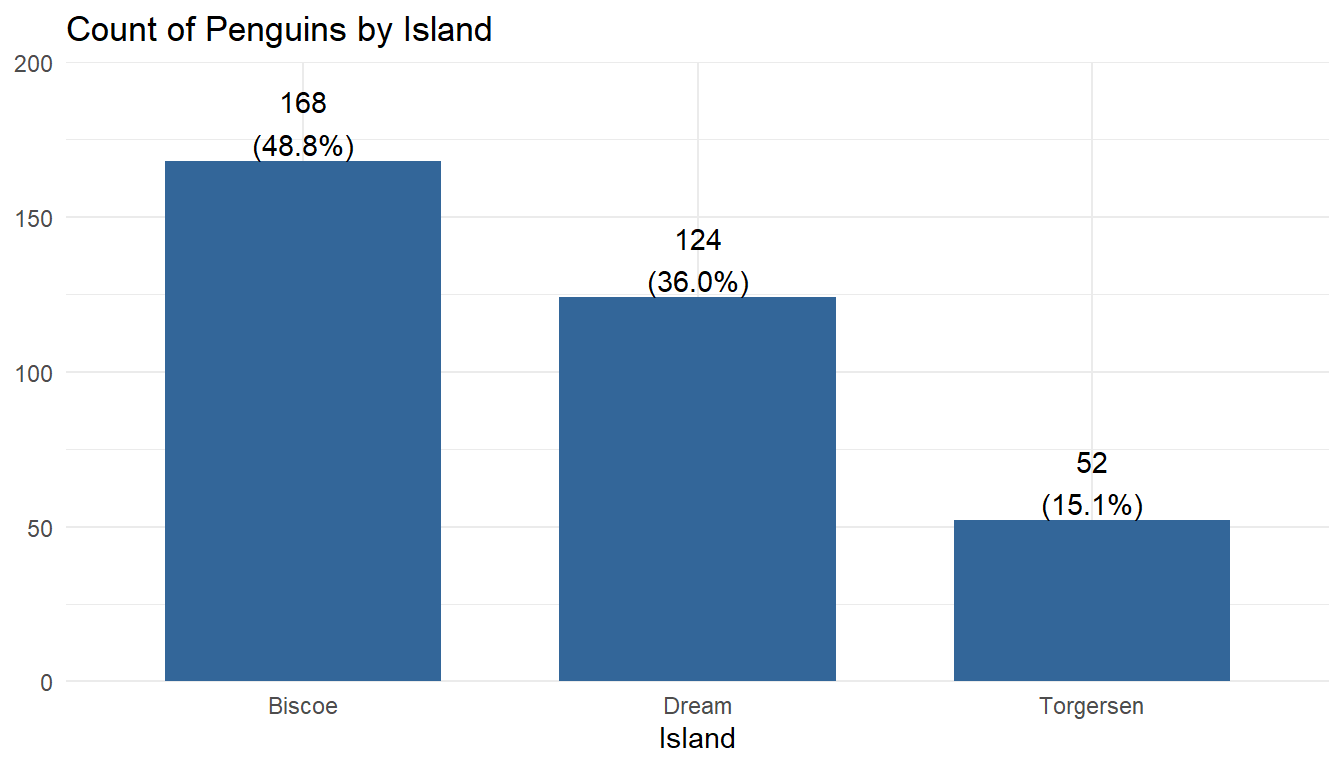 Count of Penguins by Island
200
150
100
50
0
168
(48.8%)
124
(36.0%)
52
(15.1%)
Biscoe
Dream
Torgersen
Island